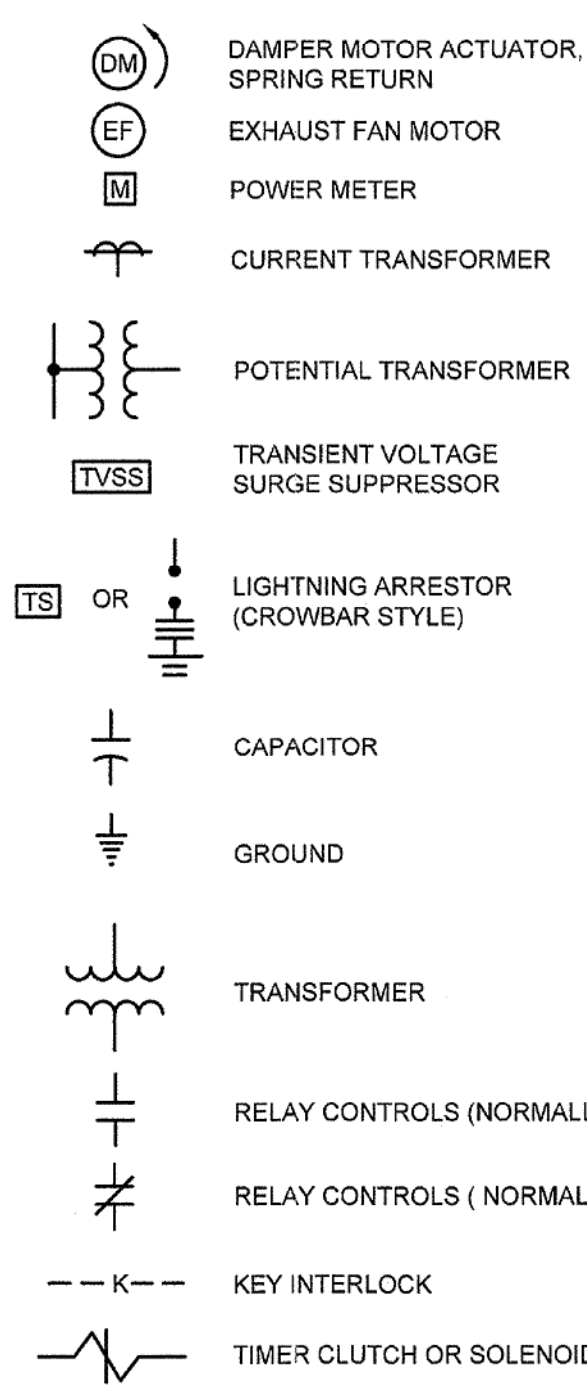 DM DAMPER MOTOR ACTUATOR,
SPRING RETURN
EF EXHAUST FAN MOTOR
M POWER METER
CURRENT TRANSFORMER
POTENTIAL TRANSFORMER
TVSS TRANSIENT VOLTAGE
SURGE SUPPRESSOR
TS OR LIGHTNING ARRESTOR
(CROWBAR STYLE)
CAPACITOR
GROUND
TRANSFORMER
RELAY CONTROLS (NORMALL
RELAY CONTROLS ( NORMAL
K KEY INTERLOCK
TIMER CLUTCH OR SOLENOID